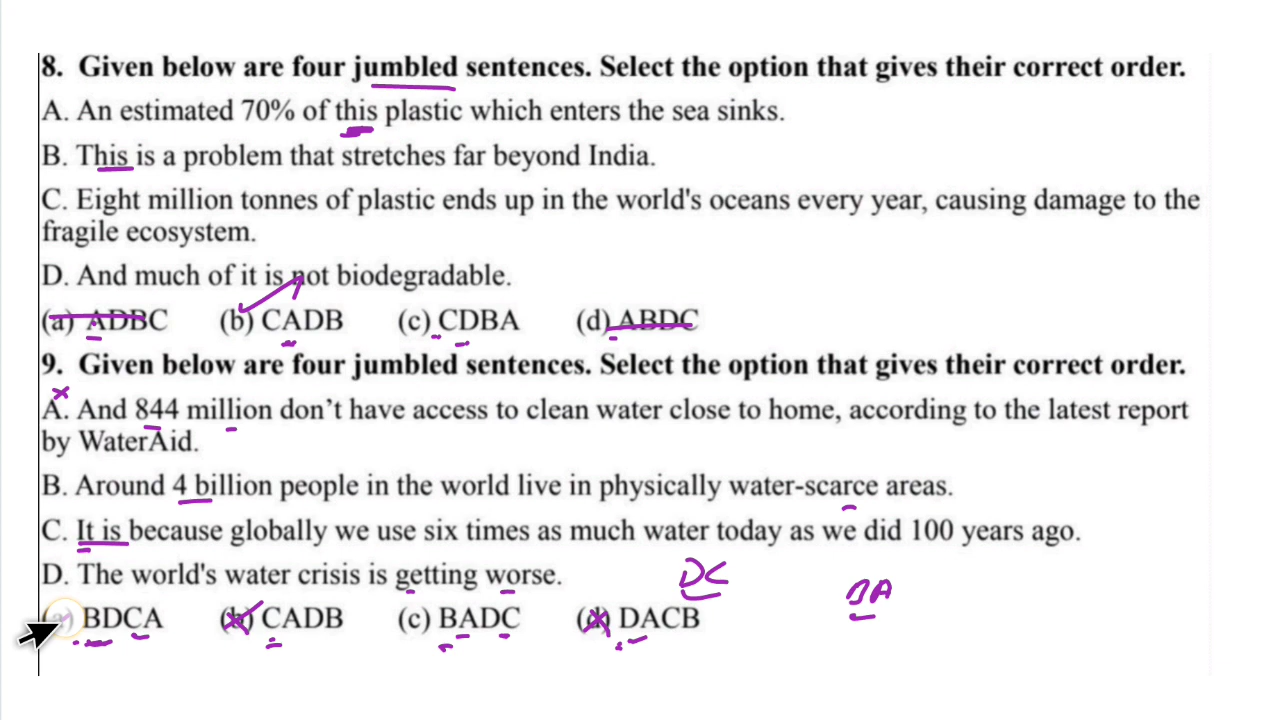 8. Given below are four jumbled sentences. Select the option that gives their correct order.
A. An estimated 70% of this plastic which enters the sea sinks.
B. This is a problem that stretches far beyond India.
C. Eight million tonnes of plastic ends up in the world's oceans every year, causing damage to the
fragile ecosystem.
D. And much of it is not biodegradable.
(a) ADBC (b) CADB (c) CDBA (d) ABDC
9. Given below are four jumbled sentences. Select the option that gives their correct order.
A. And 844 million don’t have access to clean water close to home, according to the latest report
by WaterAid.
B. Around 4 billion people in the world live in physically water-scarce areas.
C. It is because globally we use six times as much water today as we did 100 years ago.
D. The world's water crisis is getting worse.
DC
BA
(a) BDCA (b) CADB (c) BADC (d) DACB